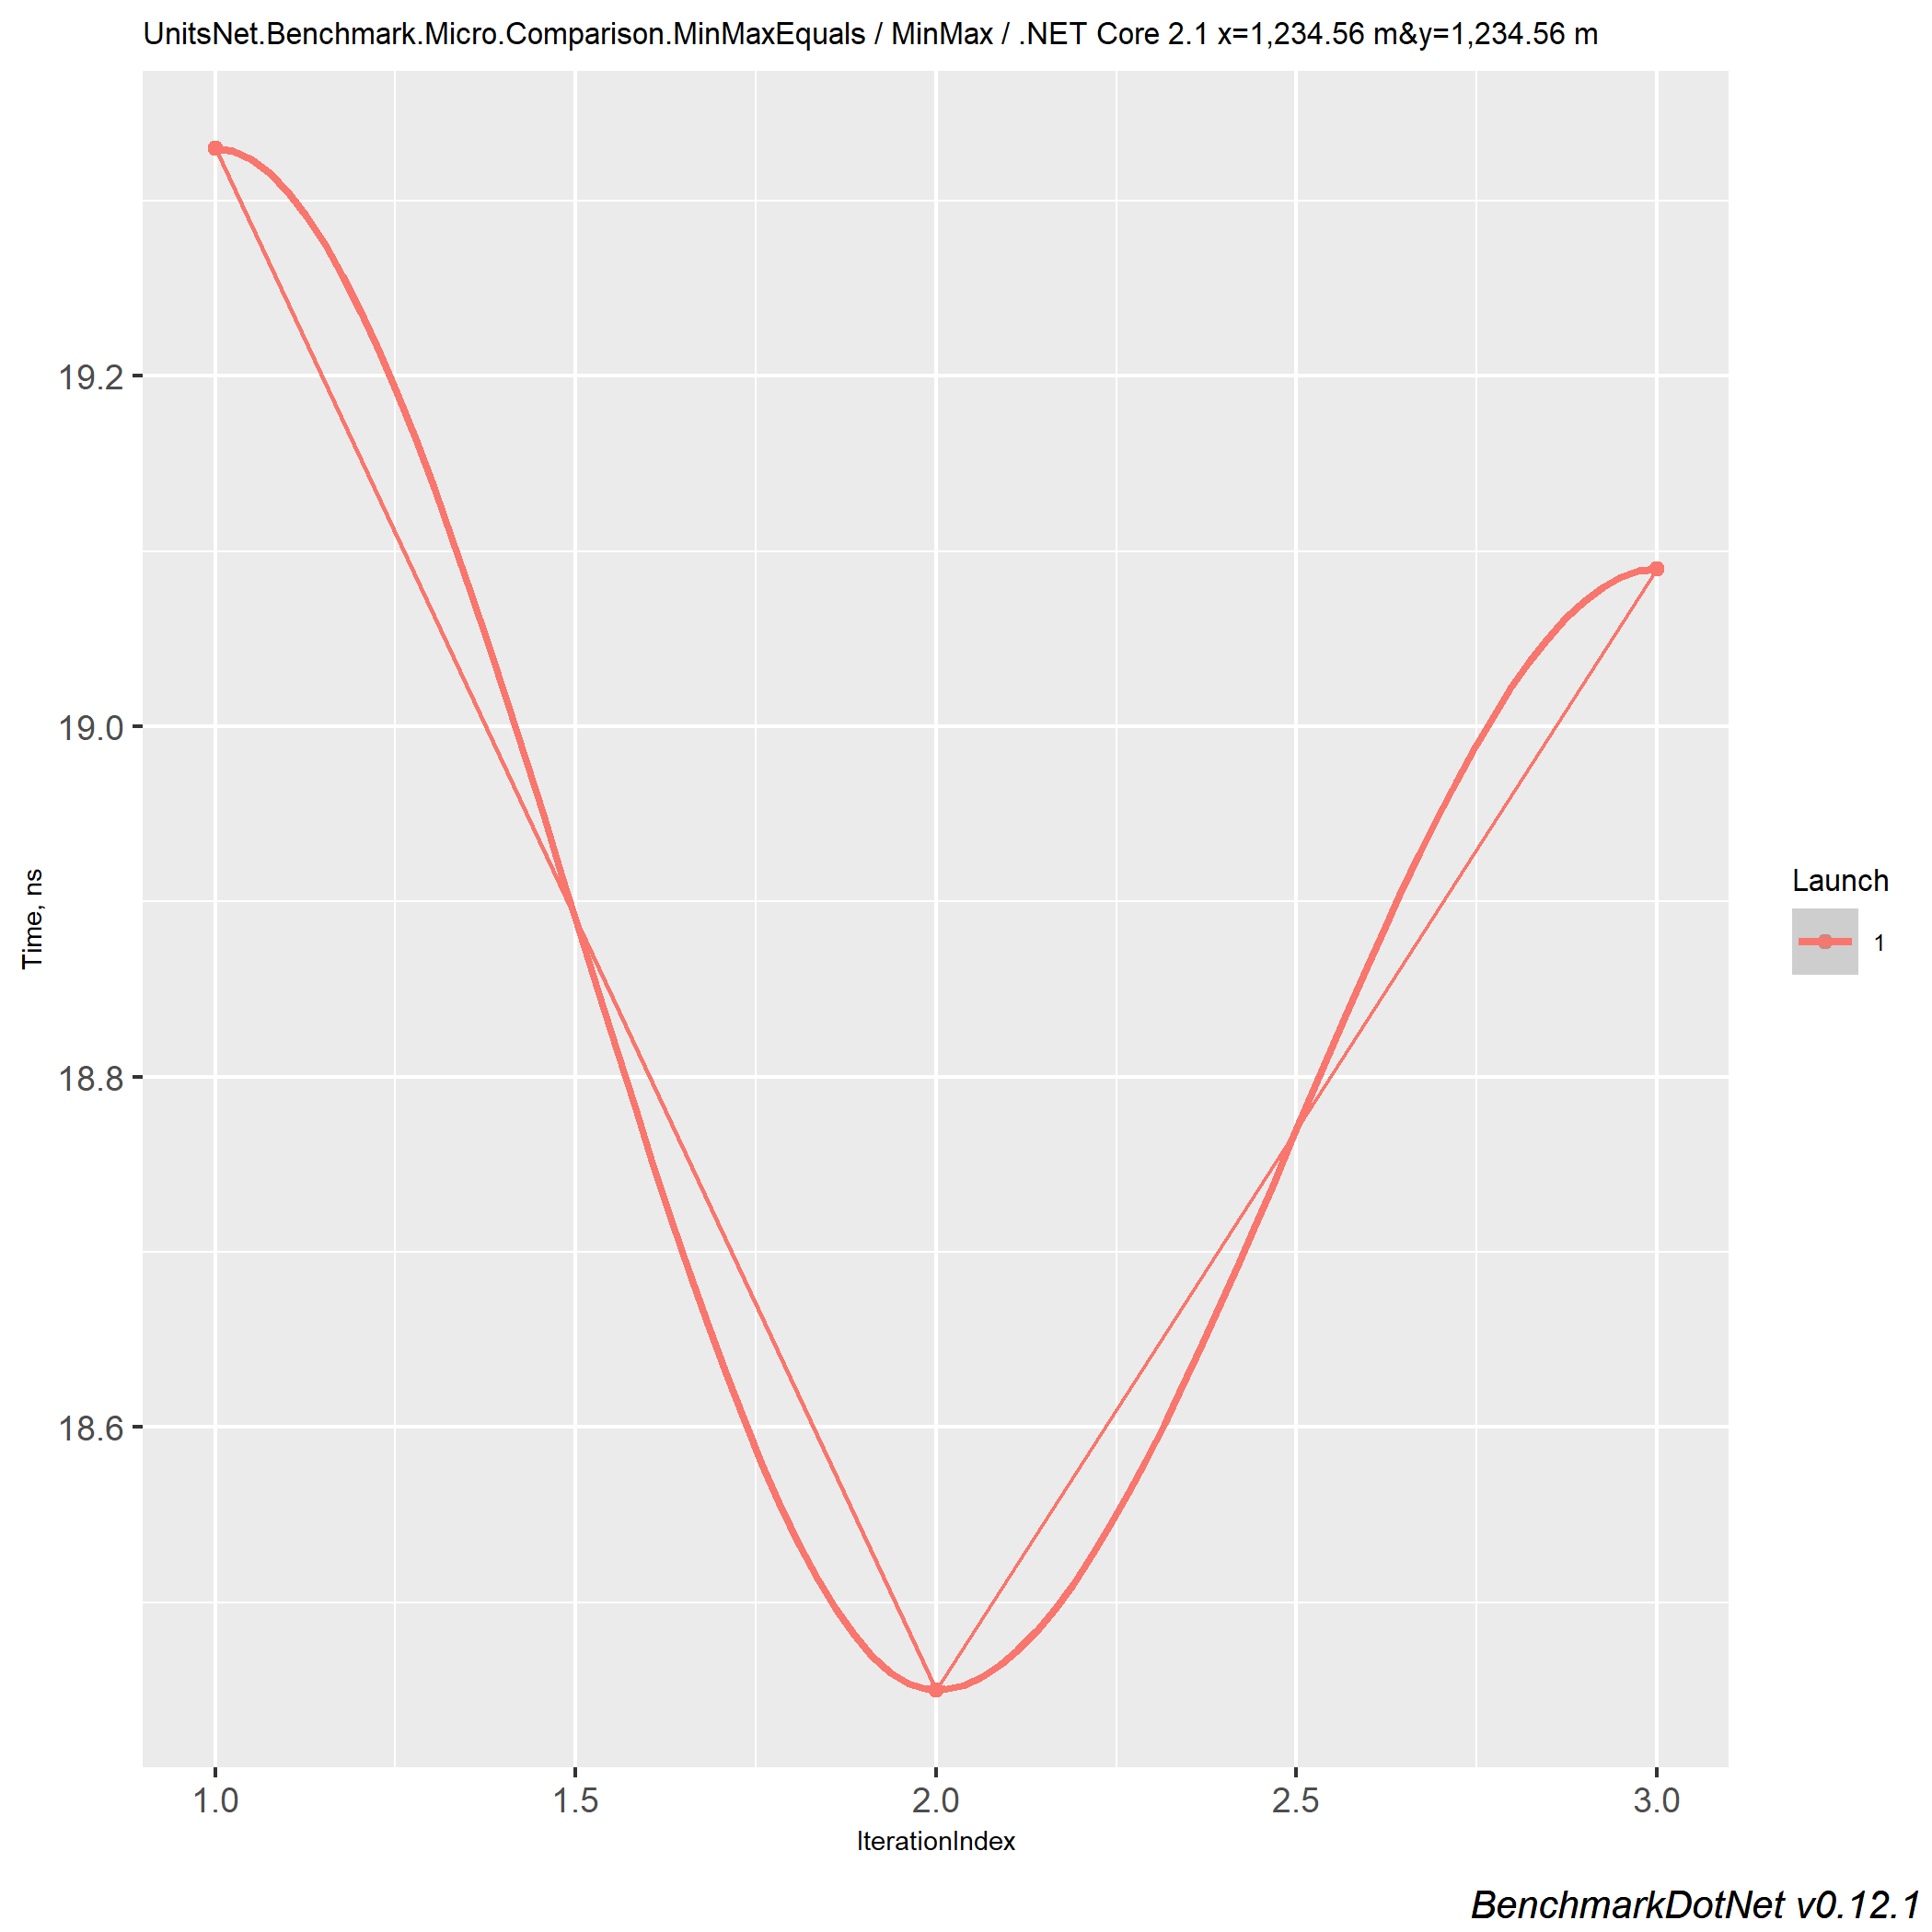 UnitsNet.Benchmark.Micro.Comparison.MinMaxEquals / MinMax / .NET Core 2.1 x=1,234.56 m&y=1,234.56 m
19.2
19.0
18.8
18.6
Time, ns
1.0 1.5 2.0 2.5 3.0
IterationIndex
Launch
1
BenchmarkDotNet v0.12.1